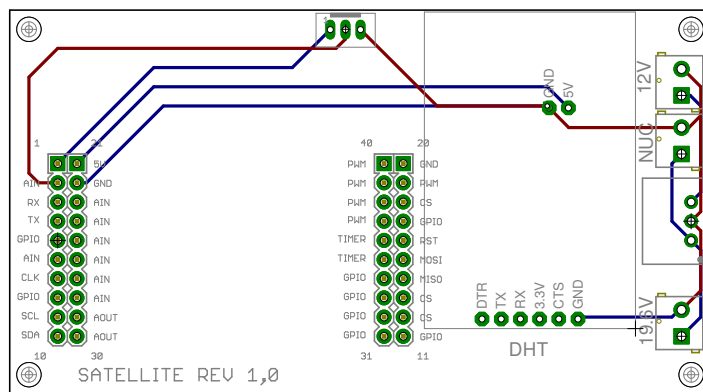 1
12V
GND
5V
NUC
1
21
40
20
5V
PWM
GND
AIN
GND
PWM
PWM
RX
AIN
PWM
CS
TX
AIN
PWM
GPIO
GPIO
AIN
TIMER
RST
AIN
AIN
TIMER
MOSI
CLK
AIN
GPIO
MISO
GPIO
AIN
GPIO
CS
SCL
AOUT
GPIO
CS
SDA
AOUT
GPIO
GPIO
10
30
31
11
DTR
TX
RX
3.3V
CTS
GND
19.6V
DHT
SATELLITE REV 1,0